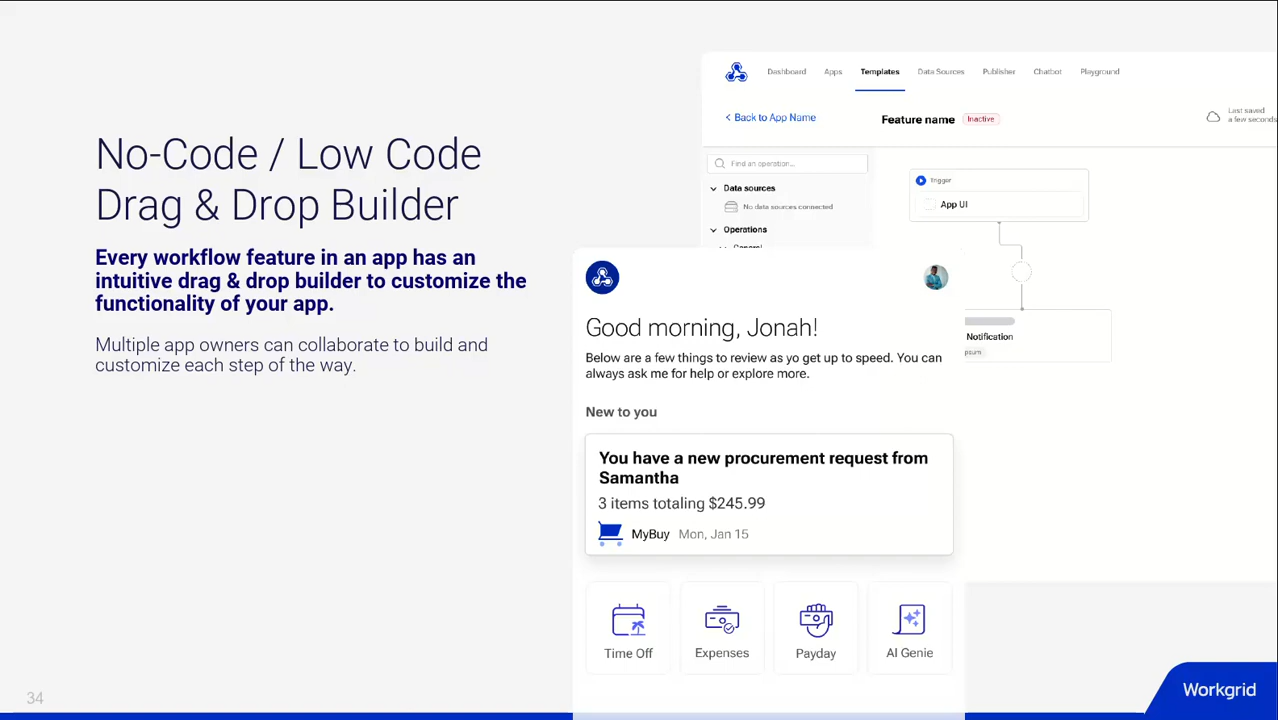 No-Code / Low Code
Drag & Drop Builder
Every workflow feature in an app has an
intuitive drag & drop builder to customize the
functionality of your app.
Multiple app owners can collaborate to build and
customize each step of the way.
Dashboard Apps Templates Data Sources Publisher Chatbot Playground
< Back to App Name
Feature name Inactive
Last saved
a few seconds
Find an operation...
Data sources
No data sources connected
Operations
General
Trigger
App UI
Notification
psum
Good morning, Jonah!
Below are a few things to review as yo get up to speed. You can
always ask me for help or explore more.
New to you
You have a new procurement request from
Samantha
3 items totaling $245.99
MyBuy Mon, Jan 15
Time Off Expenses Payday AI Genie
34
Workgrid